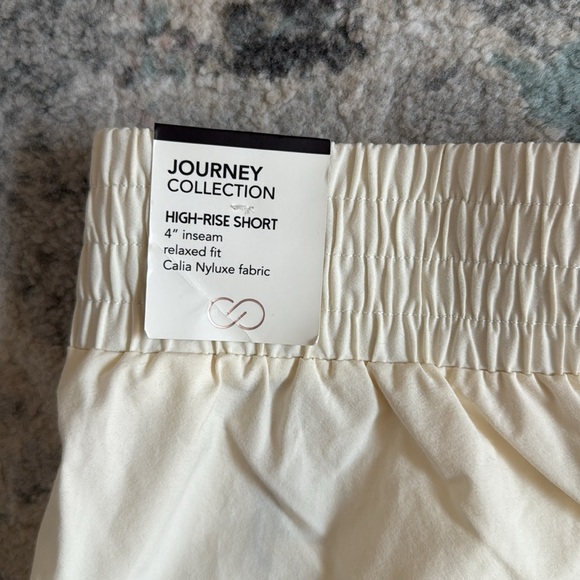 JOURNEY
COLLECTION
HIGH-RISE SHORT
4” inseam
relaxed fit
Calia Nyluxe fabric